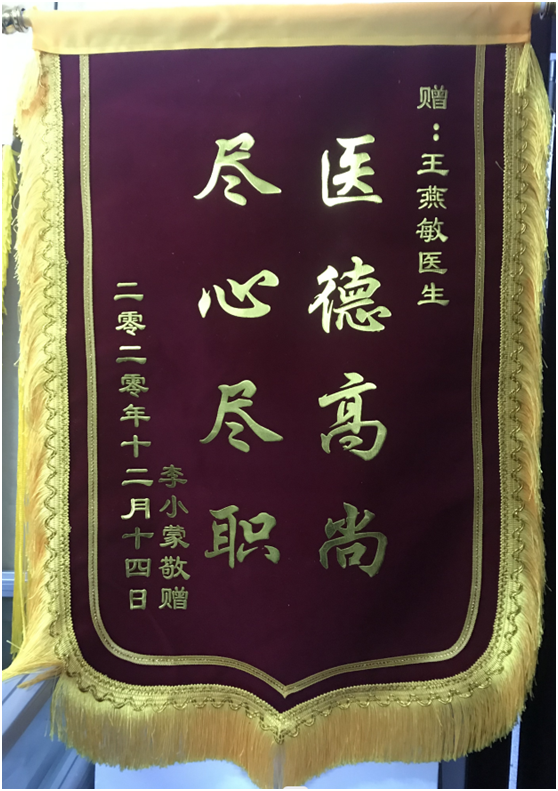 赠：王燕敏医生
医德高尚
尽心尽职
李小蒙敬赠
二零二零年十二月十四日